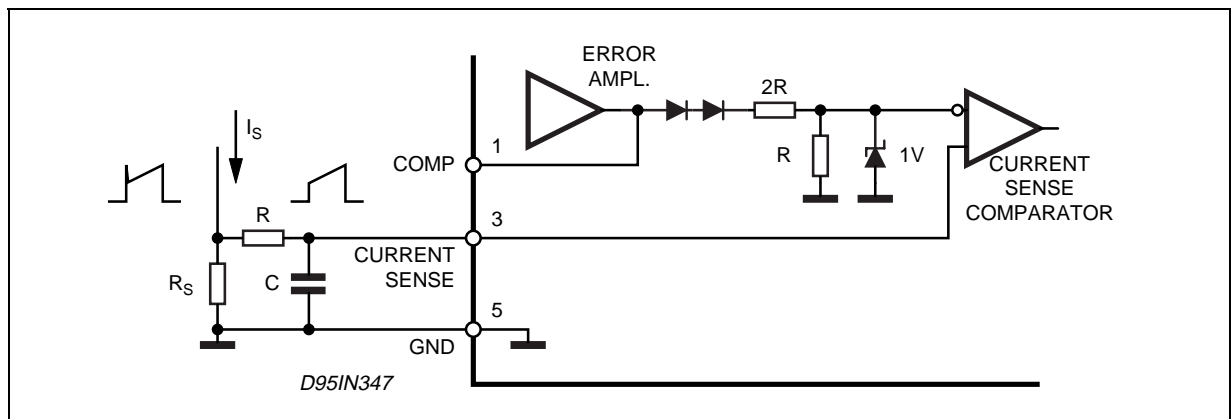 ERROR
AMPL.
2R
I_S
COMP
1
R
1V
CURRENT
SENSE
COMPARATOR
R
3
CURRENT
SENSE
R_S
C
5
GND
D95IN347